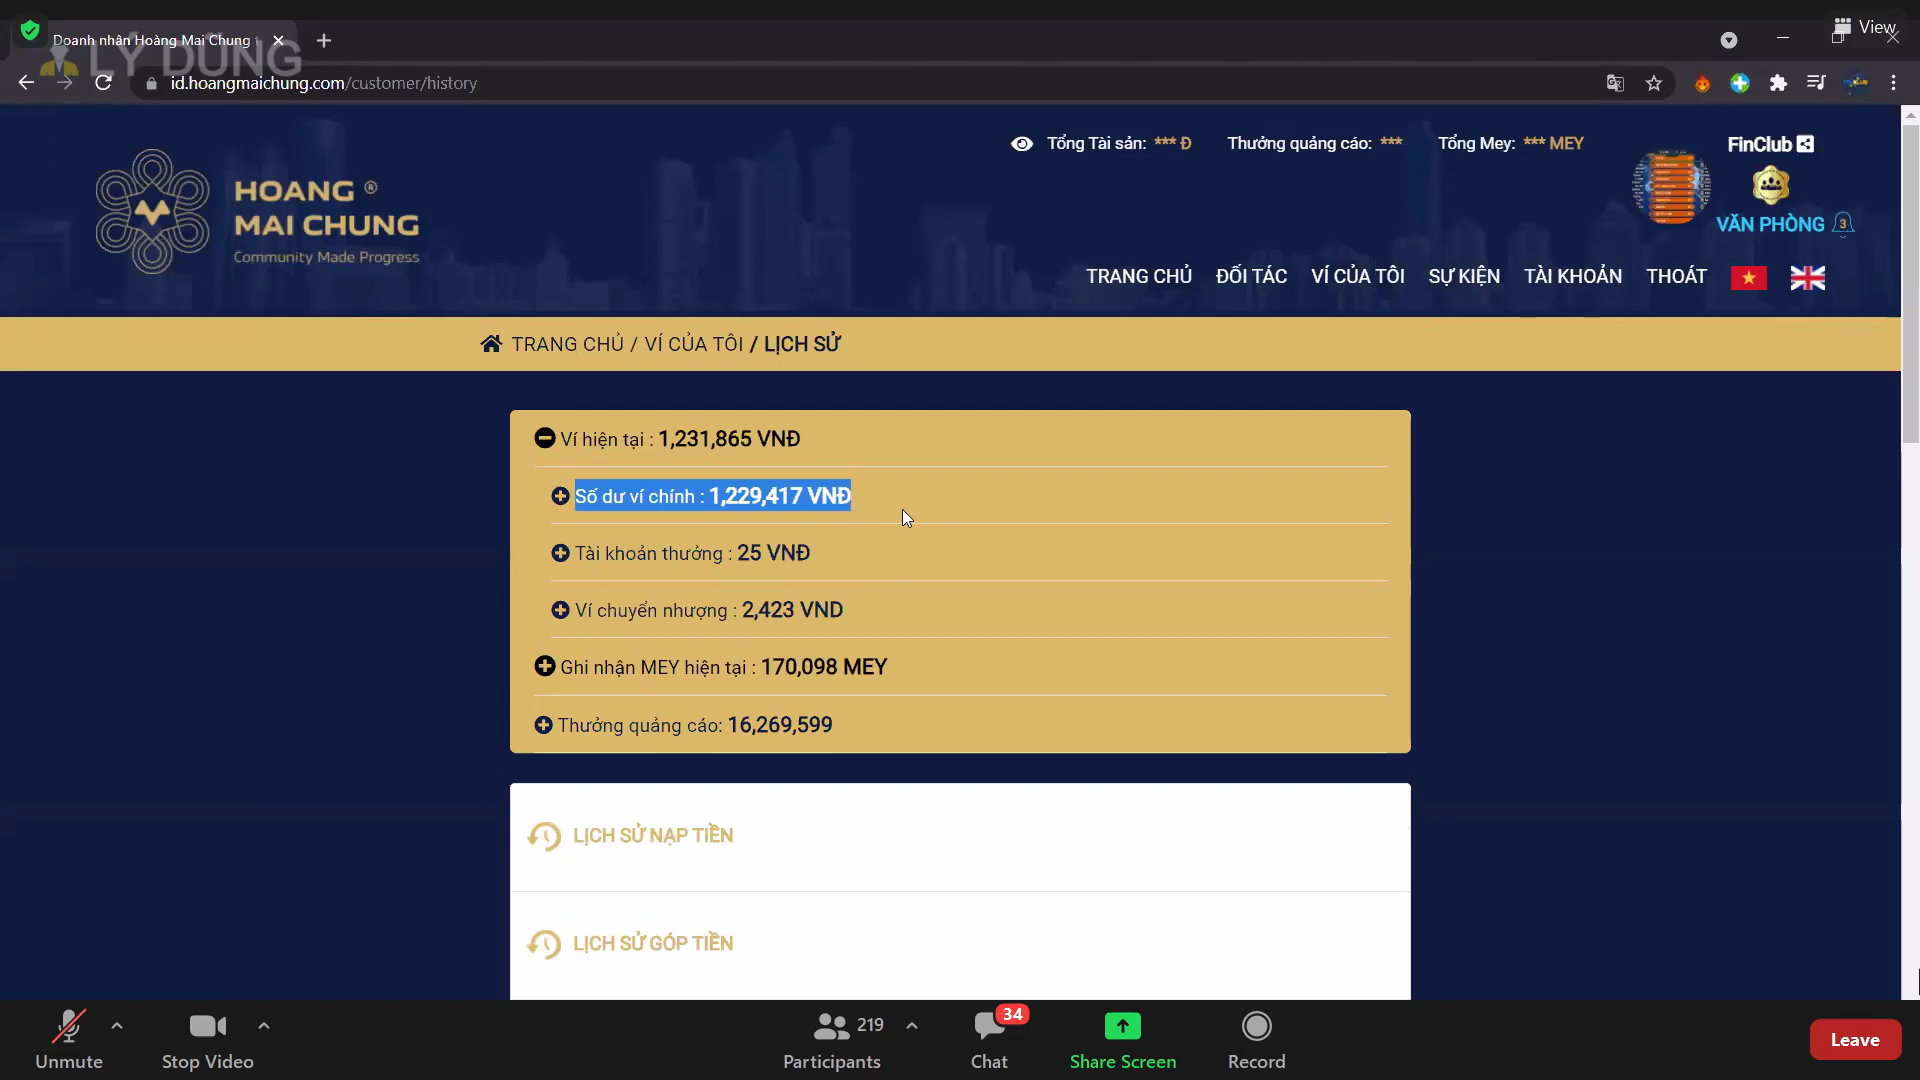 View
Doanh nhân Hoàng Mai Chung
LÝ DŨNG
id.hoangmaichung.com/customer/history
Tổng Tài sản: *** Đ
Thưởng quảng cáo: ***
Tổng Mey: *** MEY
FinClub
HOANG ®
MAI CHUNG
Community Made Progress
VĂN PHÒNG 3
TRANG CHỦ ĐỐI TÁC VÍ CỦA TÔI SỰ KIỆN TÀI KHOẢN THOÁT
TRANG CHỦ / VÍ CỦA TÔI / LỊCH SỬ
Ví hiện tại : 1,231,865 VNĐ
Số dư ví chính : 1,229,417 VNĐ
Tài khoản thưởng : 25 VNĐ
Ví chuyển nhượng : 2,423 VND
Ghi nhận MEY hiện tại : 170,098 MEY
Thưởng quảng cáo: 16,269,599
LỊCH SỬ NẠP TIỀN
LỊCH SỬ GÓP TIỀN
Unmute
Stop Video
219
Participants
34
Chat
Share Screen
Record
Leave